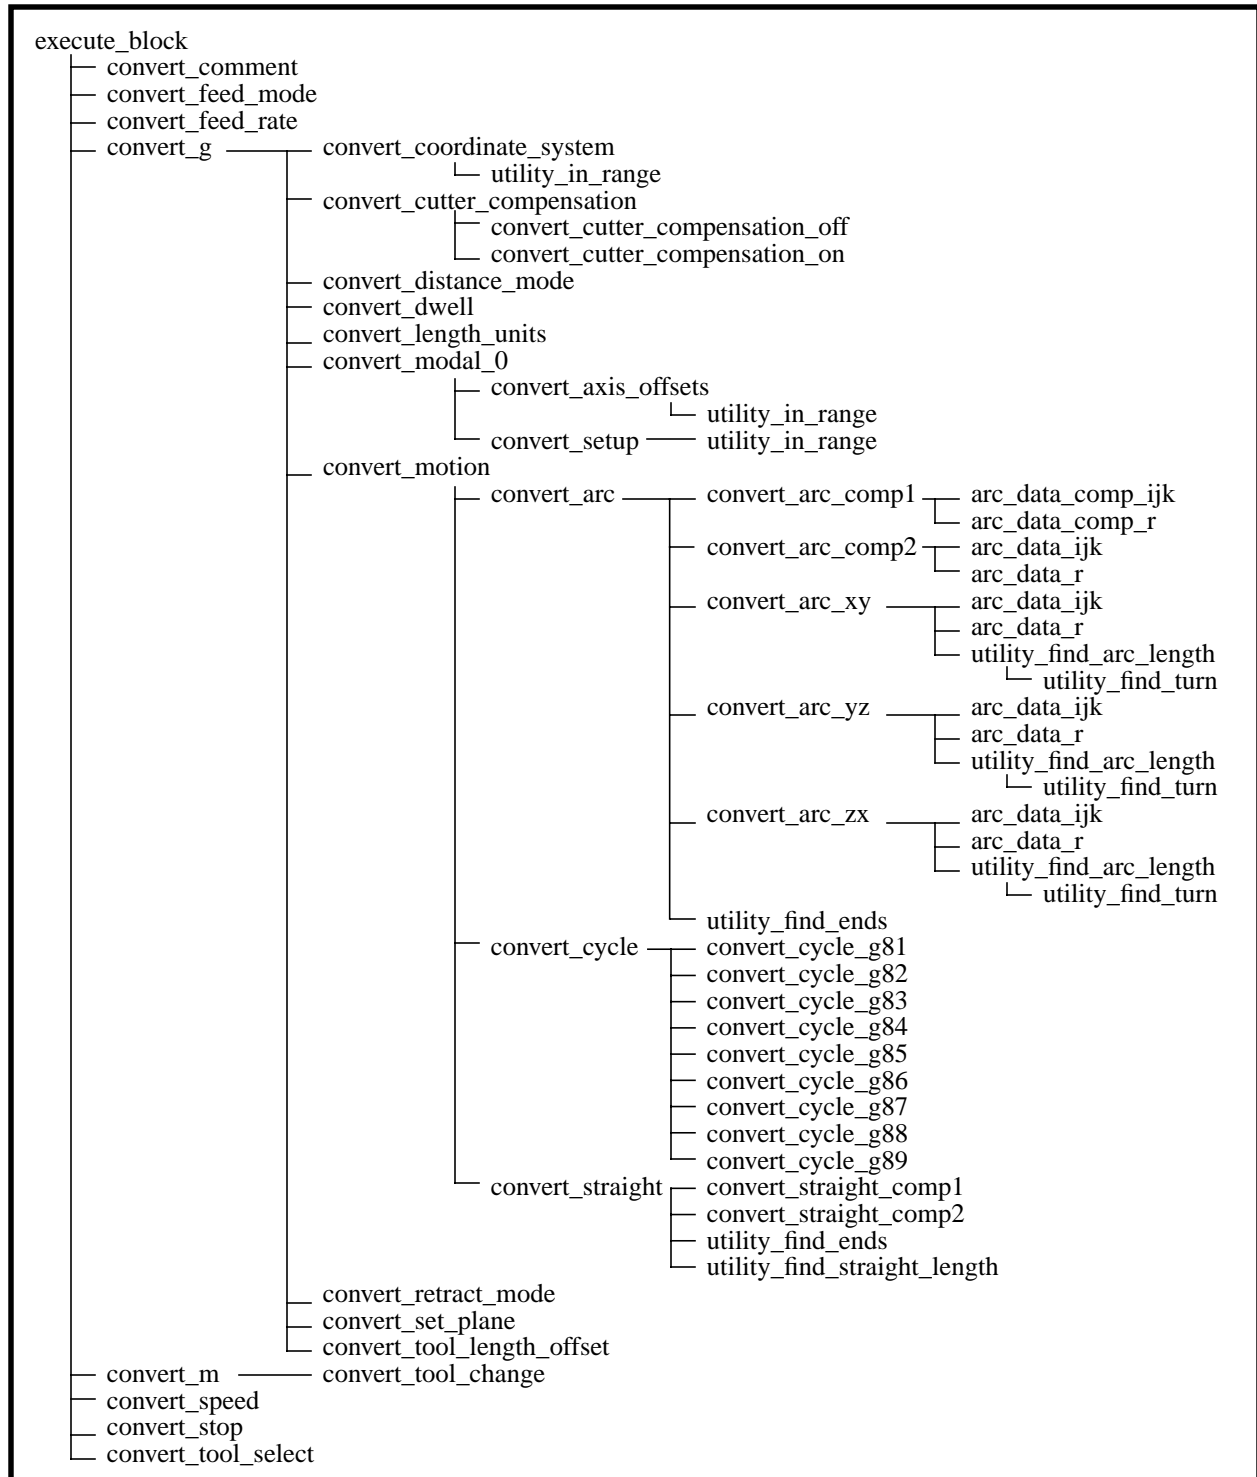 execute_block
convert_comment
convert_feed_mode
convert_feed_rate
convert_g convert_coordinate_system
utility_in_range
convert_cutter_compensation
convert_cutter_compensation_off
convert_cutter_compensation_on
convert_distance_mode
convert_dwell
convert_length_units
convert_modal_0
convert_axis_offsets
utility_in_range
convert_setup utility_in_range
convert_motion
convert_arc convert_arc_comp1 arc_data_comp_ijk
arc_data_comp_r
convert_arc_comp2 arc_data_ijk
arc_data_r
convert_arc_xy arc_data_ijk
arc_data_r
utility_find_arc_length
utility_find_turn
convert_arc_yz arc_data_ijk
arc_data_r
utility_find_arc_length
utility_find_turn
convert_arc_zx arc_data_ijk
arc_data_r
utility_find_arc_length
utility_find_turn
utility_find_ends
convert_cycle convert_cycle_g81
convert_cycle_g82
convert_cycle_g83
convert_cycle_g84
convert_cycle_g85
convert_cycle_g86
convert_cycle_g87
convert_cycle_g88
convert_cycle_g89
convert_straight convert_straight_comp1
convert_straight_comp2
utility_find_ends
utility_find_straight_length
convert_retract_mode
convert_set_plane
convert_tool_length_offset
convert_m convert_tool_change
convert_speed
convert_stop
convert_tool_select